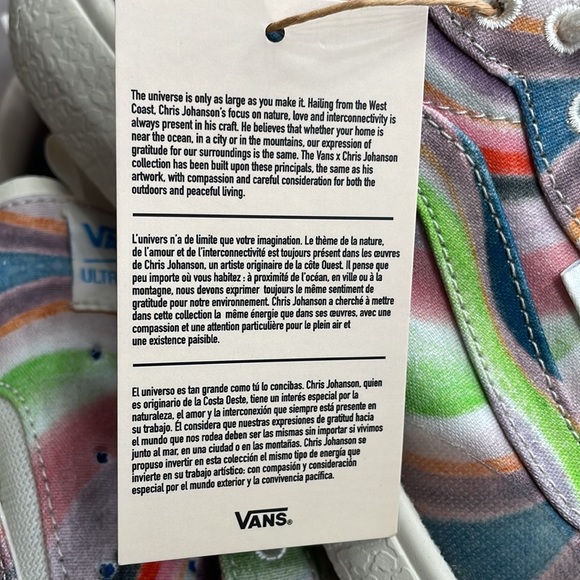 The universe is only as large as you make it. Hailing from the West
Coast, Chris Johanson's focus on nature, love and interconnectivity is
always present in his craft. He believes that whether your home is
near the ocean, in a city or in the mountains, our expression of
gratitude for our surroundings is the same. The Vans x Chris Johanson
collection has been built upon these principals, the same as his
artwork, with compassion and careful consideration for both the
outdoors and peaceful living.
L'univers n'a de limite que votre imagination. Le thème de la nature,
de l'amour et de l'interconnectivité est toujours présent dans les œuvres
de Chris Johanson, un artiste originaire de la côte Ouest. Il pense que
peu importe où vous habitez : à proximité de l'océan, en ville ou à la
montagne, nous devons exprimer toujours le même sentiment de
gratitude pour notre environnement. Chris Johanson a cherché à mettre
dans cette collection la même énergie que dans ses œuvres, avec une
compassion et une attention particulière pour le plein air et
une existence paisible.
El universo es tan grande como tú lo concibas. Chris Johanson, quien
es originario de la Costa Oeste, tiene un interés especial por la
naturaleza, el amor y la interconexión que siempre está presente en
su trabajo. Él considera que nuestras expresiones de gratitud hacia
el mundo que nos rodea deben ser las mismas sin importar si vivimos
junto al mar, en una ciudad o en las montañas. Chris Johanson se
propuso invertir en esta colección el mismo tipo de energía que
invierte en su trabajo artístico: con compasión y consideración
especial por el mundo exterior y la convivencia pacífica.
VANS®
VA
ULTR